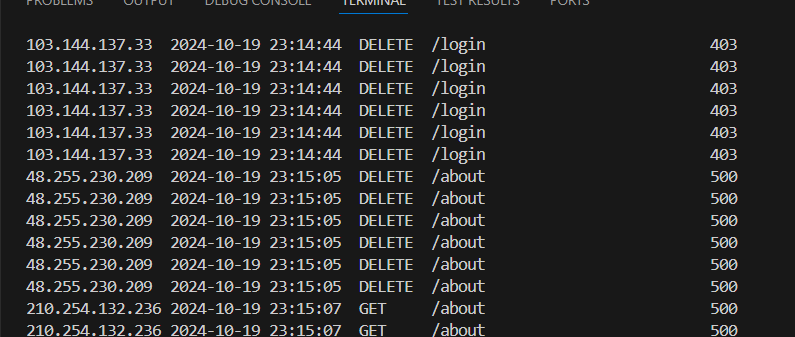 PROBLEMS OUTPUT DEBUG CONSOLE TERMINAL TEST RESULTS PORTS
103.144.137.33 2024-10-19 23:14:44 DELETE /login 403
103.144.137.33 2024-10-19 23:14:44 DELETE /login 403
103.144.137.33 2024-10-19 23:14:44 DELETE /login 403
103.144.137.33 2024-10-19 23:14:44 DELETE /login 403
103.144.137.33 2024-10-19 23:14:44 DELETE /login 403
103.144.137.33 2024-10-19 23:14:44 DELETE /login 403
48.255.230.209 2024-10-19 23:15:05 DELETE /about 500
48.255.230.209 2024-10-19 23:15:05 DELETE /about 500
48.255.230.209 2024-10-19 23:15:05 DELETE /about 500
48.255.230.209 2024-10-19 23:15:05 DELETE /about 500
48.255.230.209 2024-10-19 23:15:05 DELETE /about 500
48.255.230.209 2024-10-19 23:15:05 DELETE /about 500
210.254.132.236 2024-10-19 23:15:07 GET /about 500
210.254.132.236 2024-10-19 23:15:07 GET /about 500